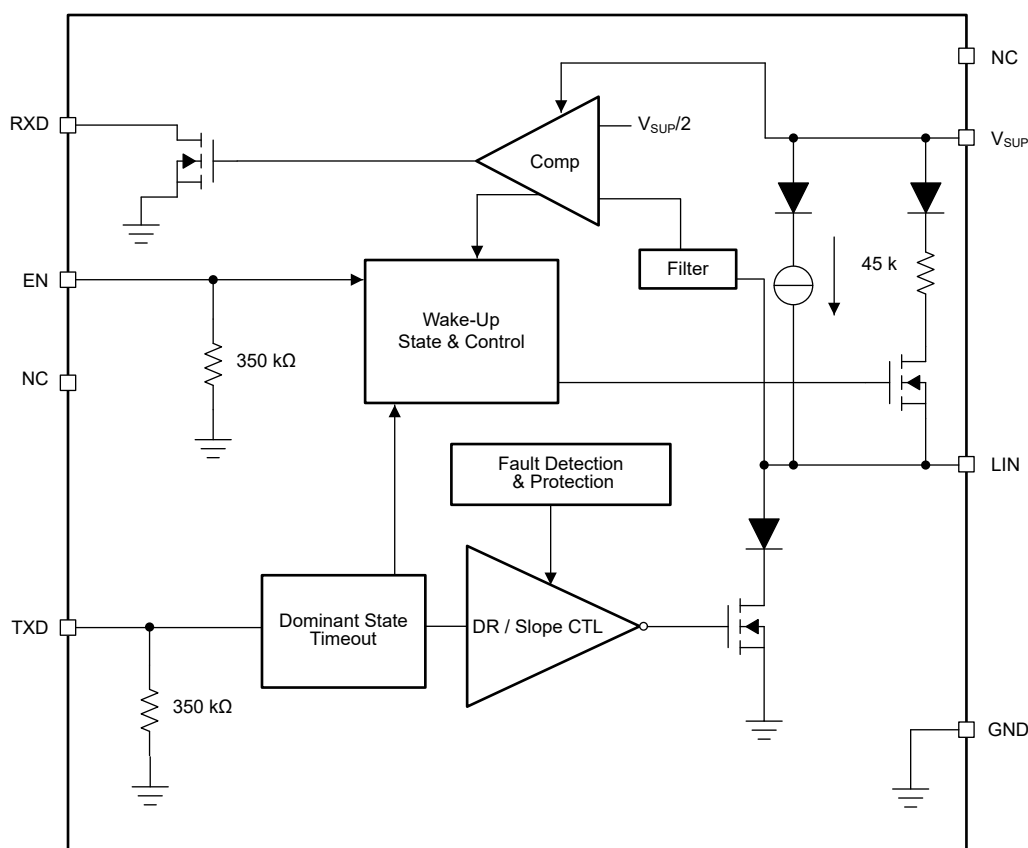 NC
RXD
V_SUP/2
V_SUP
Comp
EN
Filter
45 k
Wake-Up
State & Control
350 kΩ
NC
Fault Detection
& Protection
LIN
TXD
Dominant State
Timeout
DR / Slope CTL
350 kΩ
GND